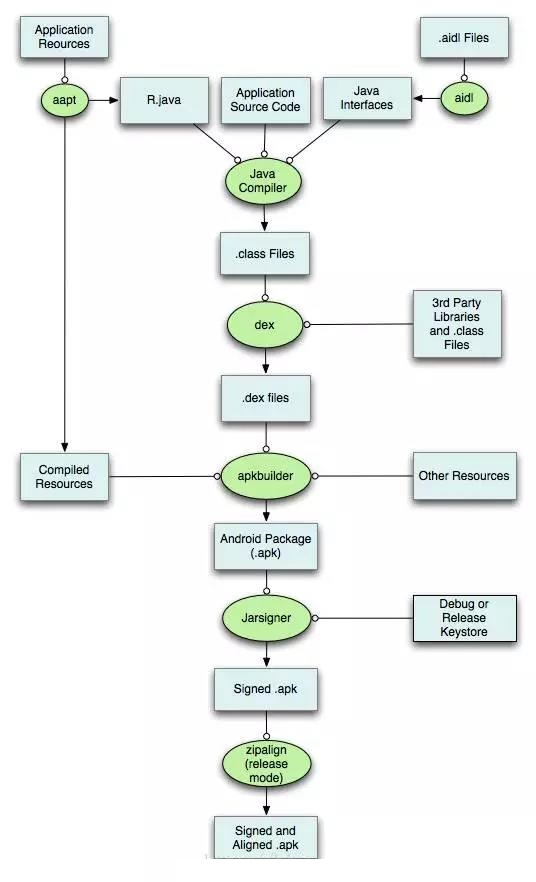 Application
Reources
.aidl Files
aapt
R.java
Application
Source Code
Java
Interfaces
aidl
Java
Compiler
.class Files
dex
3rd Party
Libraries
and .class
Files
.dex files
Compiled
Resources
apkbuilder
Other Resources
Android Package
(.apk)
Jarsigner
Debug or
Release
Keystore
Signed .apk
zipalign
(release
mode)
Signed and
Aligned .apk